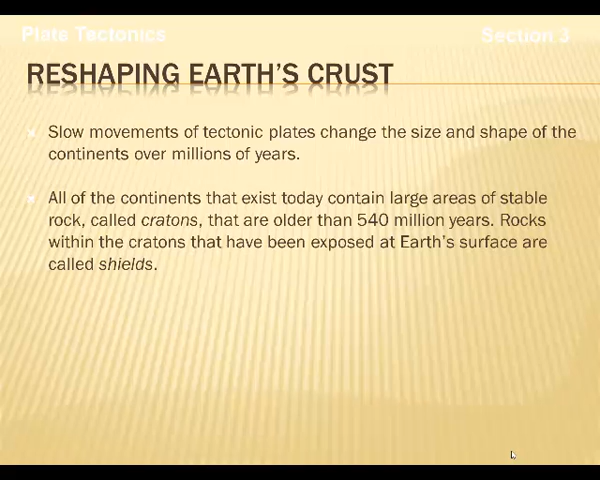 Plate Tectonics Section 3
RESHAPING EARTH'S CRUST
Slow movements of tectonic plates change the size and shape of the
continents over millions of years.
All of the continents that exist today contain large areas of stable
rock, called cratons, that are older than 540 million years. Rocks
within the cratons that have been exposed at Earth's surface are
called shields.